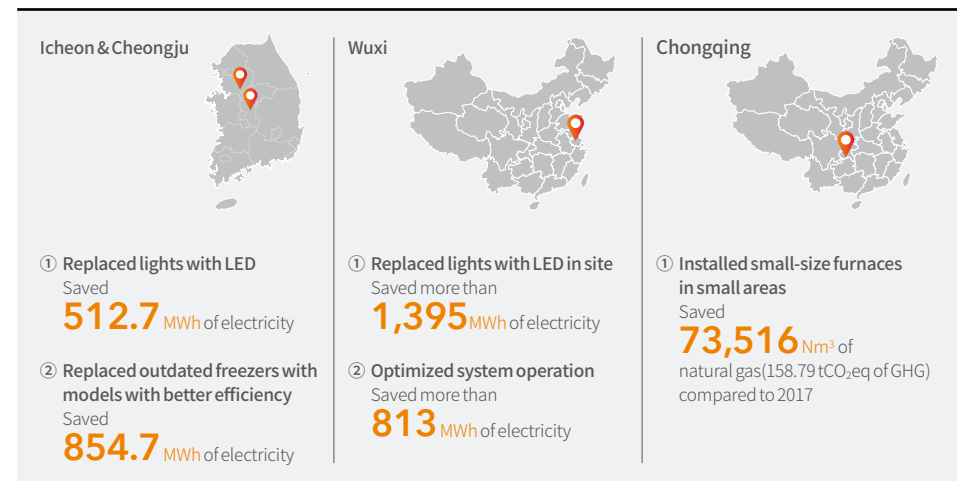 Icheon & Cheongju
① Replaced lights with LED
Saved
512.7 MWh of electricity
② Replaced outdated freezers with
models with better efficiency
Saved
854.7 MWh of electricity
Wuxi
① Replaced lights with LED in site
Saved more than
1,395 MWh of electricity
② Optimized system operation
Saved more than
813 MWh of electricity
Chongqing
① Installed small-size furnaces
in small areas
Saved
73,516 Nm³ of
natural gas(158.79 tCO₂eq of GHG)
compared to 2017